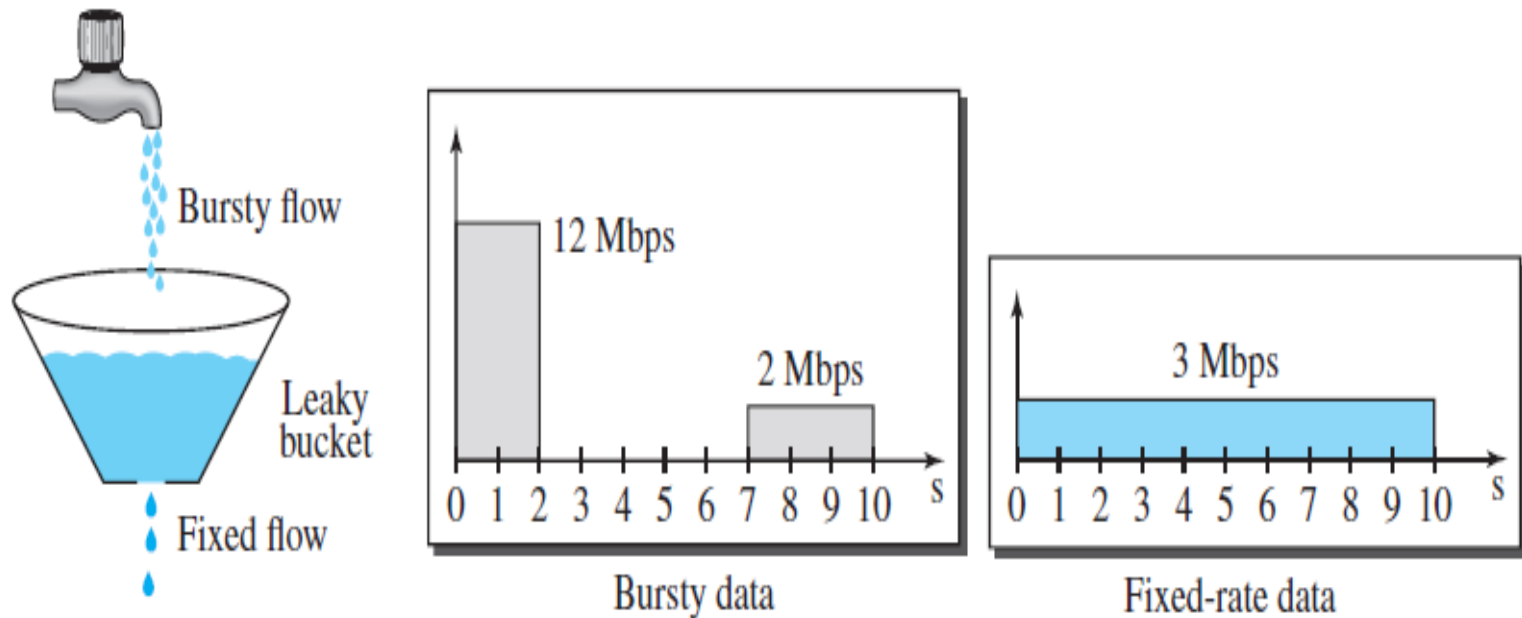 Bursty flow
Leaky
bucket
Fixed flow
12 Mbps
2 Mbps
0 1 2 3 4 5 6 7 8 9 10
s
Bursty data
3 Mbps
0 1 2 3 4 5 6 7 8 9 10
s
Fixed-rate data